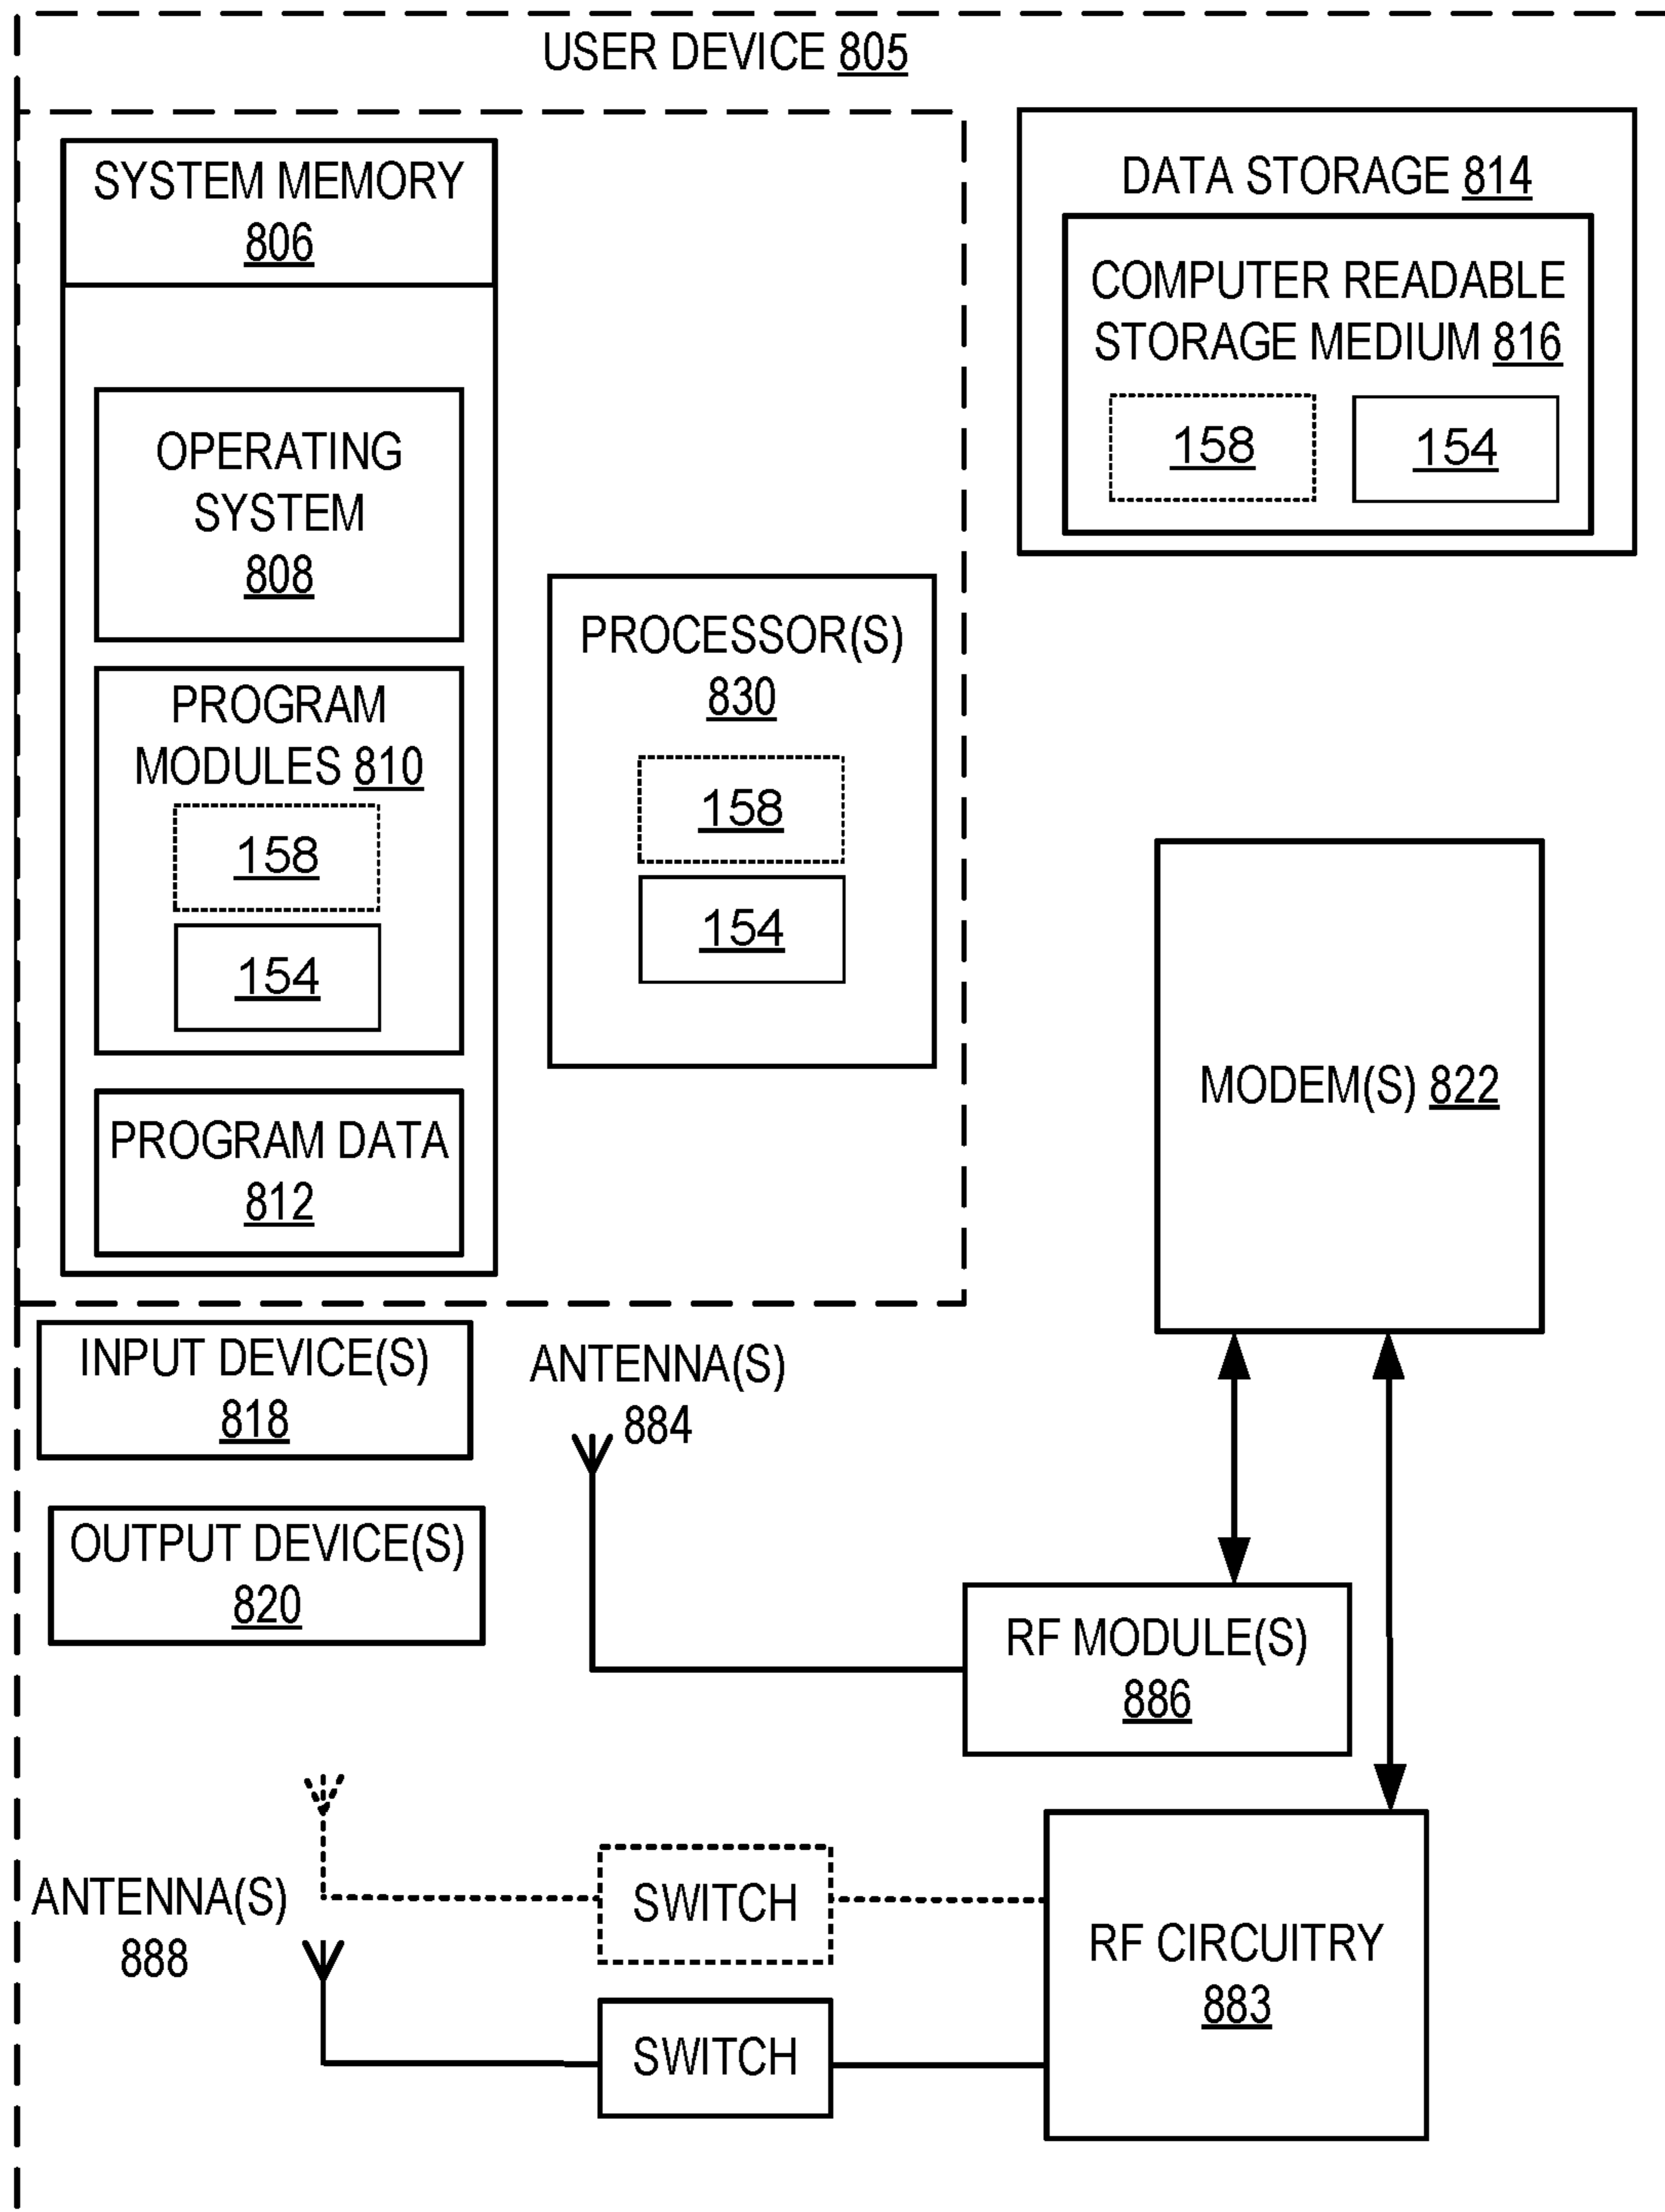 USER DEVICE 805
SYSTEM MEMORY
806
OPERATING
SYSTEM
808
PROGRAM
MODULES 810
158
154
PROGRAM DATA
812
PROCESSOR(S)
830
158
154
DATA STORAGE 814
COMPUTER READABLE
STORAGE MEDIUM 816
158 154
MODEM(S) 822
INPUT DEVICE(S)
818
OUTPUT DEVICE(S)
820
ANTENNA(S)
884
RF MODULE(S)
886
ANTENNA(S)
888
SWITCH
SWITCH
RF CIRCUITRY
883